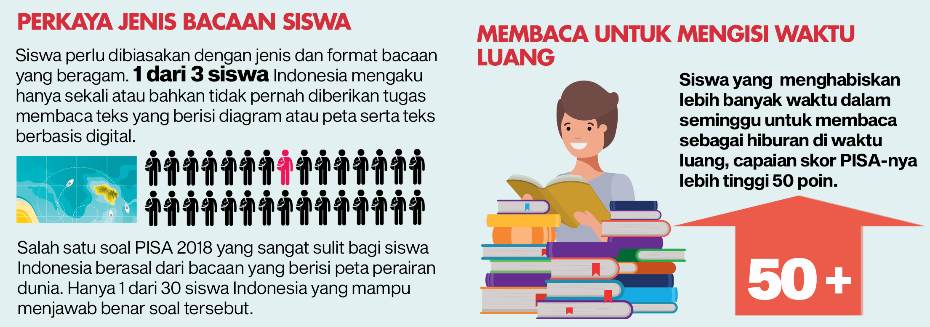 PERKAYA JENIS BACAAN SISWA
Siswa perlu dibiasakan dengan jenis dan format bacaan
yang beragam. 1 dari 3 siswa Indonesia mengaku
hanya sekali atau bahkan tidak pernah diberikan tugas
membaca teks yang berisi diagram atau peta serta teks
berbasis digital.
Salah satu soal PISA 2018 yang sangat sulit bagi siswa
Indonesia berasal dari bacaan yang berisi peta perairan
dunia. Hanya 1 dari 30 siswa Indonesia yang mampu
menjawab benar soal tersebut.
MEMBACA UNTUK MENGISI WAKTU
LUANG
Siswa yang menghabiskan
lebih banyak waktu dalam
seminggu untuk membaca
sebagai hiburan di waktu
luang, capaian skor PISA-nya
lebih tinggi 50 poin.
50 +